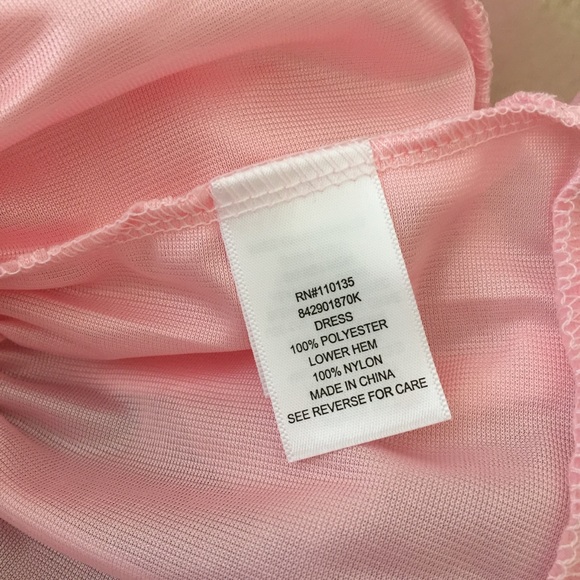 RN#110135
842901870K
DRESS
100% POLYESTER
LOWER HEM
100% NYLON
MADE IN CHINA
SEE REVERSE FOR CARE